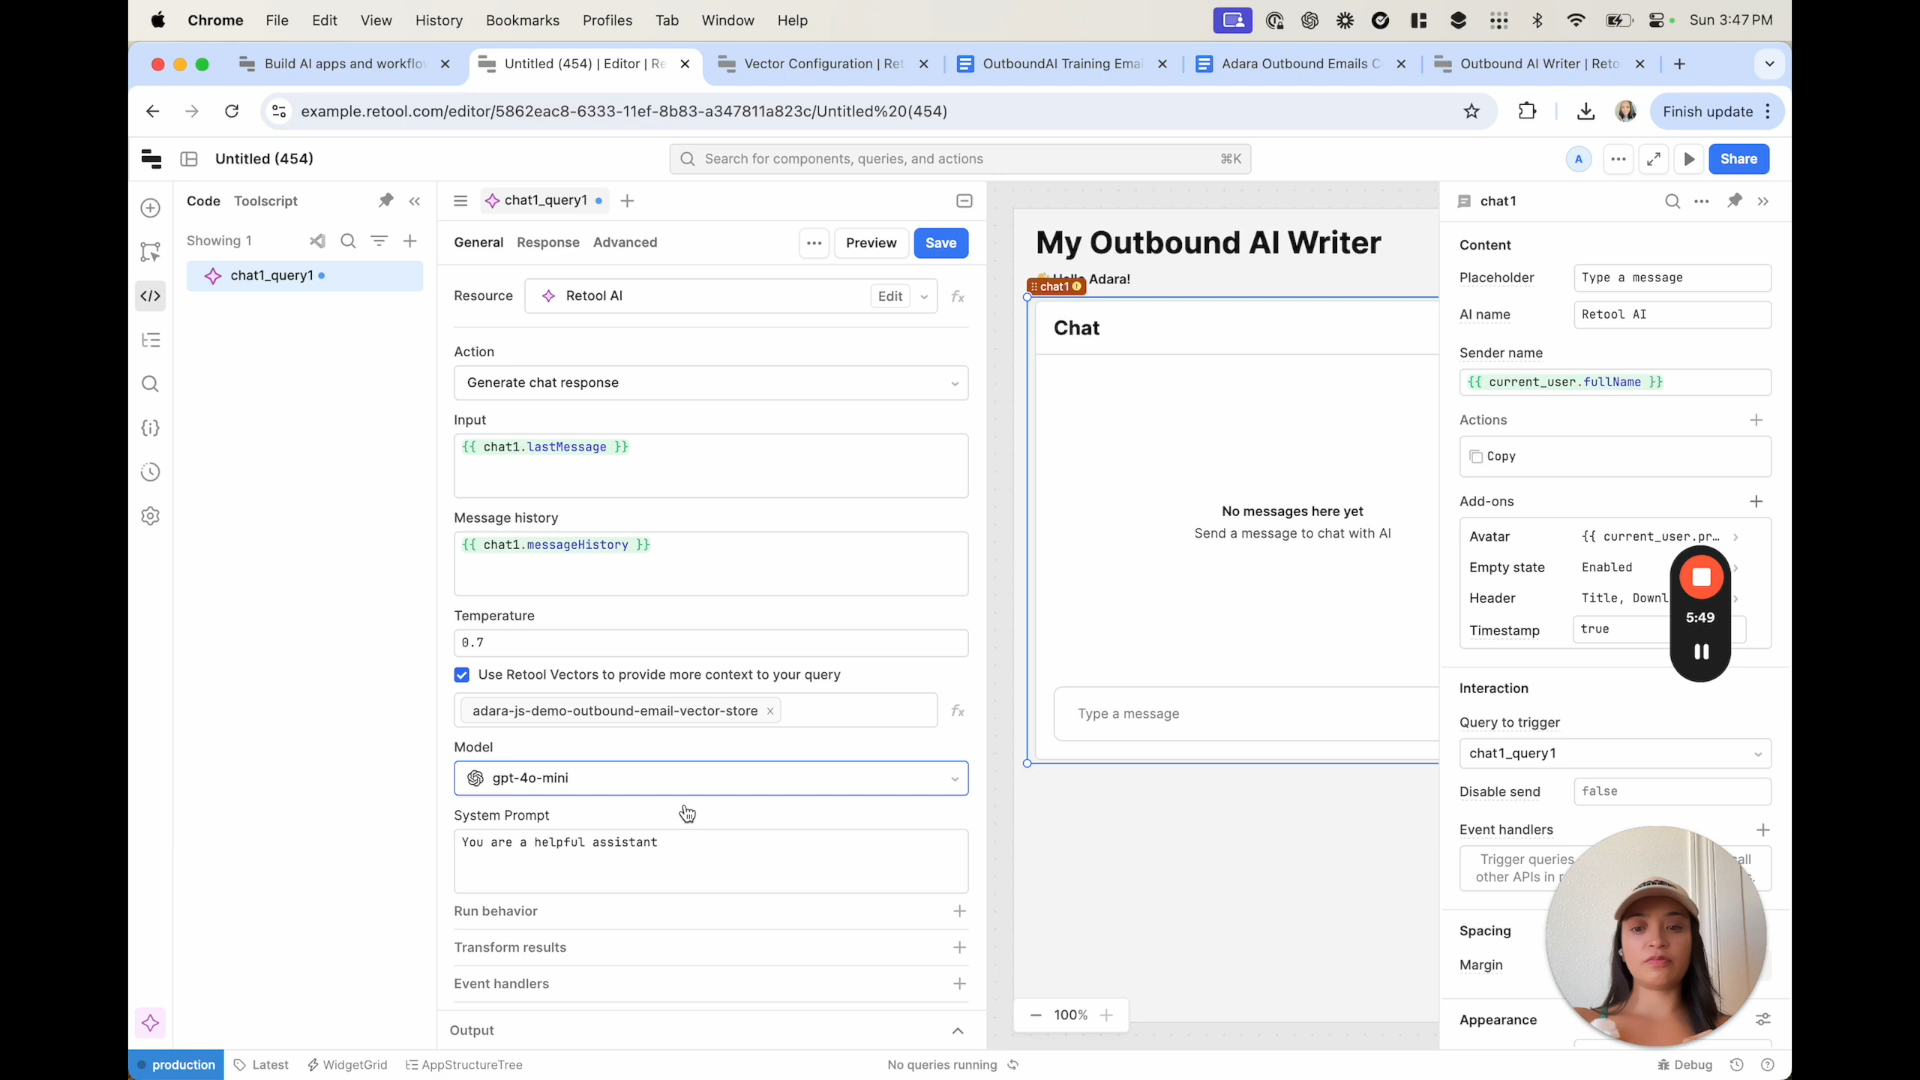 Chrome File Edit View History Bookmarks Profiles Tab Window Help Sun 3:47 PM
Build AI apps and workflo Untitled (454) | Editor | Re Vector Configuration | Ret OutboundAI Training Emai Adara Outbound Emails C Outbound AI Writer | Reto
example.retool.com/editor/5862eac8-6333-11ef-8b83-a347811a823c/Untitled%20(454) Finish update
Untitled (454) Search for components, queries, and actions ⌘K A Share
Code Toolscript
Showing 1
chat1_query1
chat1_query1
General Response Advanced Preview Save
Resource Retool AI Edit fx
Action
Generate chat response
Input
{{ chat1.lastMessage }}
Message history
{{ chat1.messageHistory }}
Temperature
0.7
Use Retool Vectors to provide more context to your query
adara-js-demo-outbound-email-vector-store × fx
Model
gpt-4o-mini
System Prompt
You are a helpful assistant
Run behavior
Transform results
Event handlers
Output
My Outbound AI Writer
Adara!
chat1
Chat
No messages here yet
Send a message to chat with AI
Type a message
100%
chat1
Content
Placeholder Type a message
AI name Retool AI
Sender name
{{ current_user.fullName }}
Actions
Copy
Add-ons
Avatar {{ current_user.pr…
Empty state Enabled
Header Title, Downl
Timestamp true
5:49
Interaction
Query to trigger
chat1_query1
Disable send false
Event handlers
Trigger queries
other APIs in
Spacing
Margin
Appearance
production Latest WidgetGrid AppStructureTree No queries running Debug